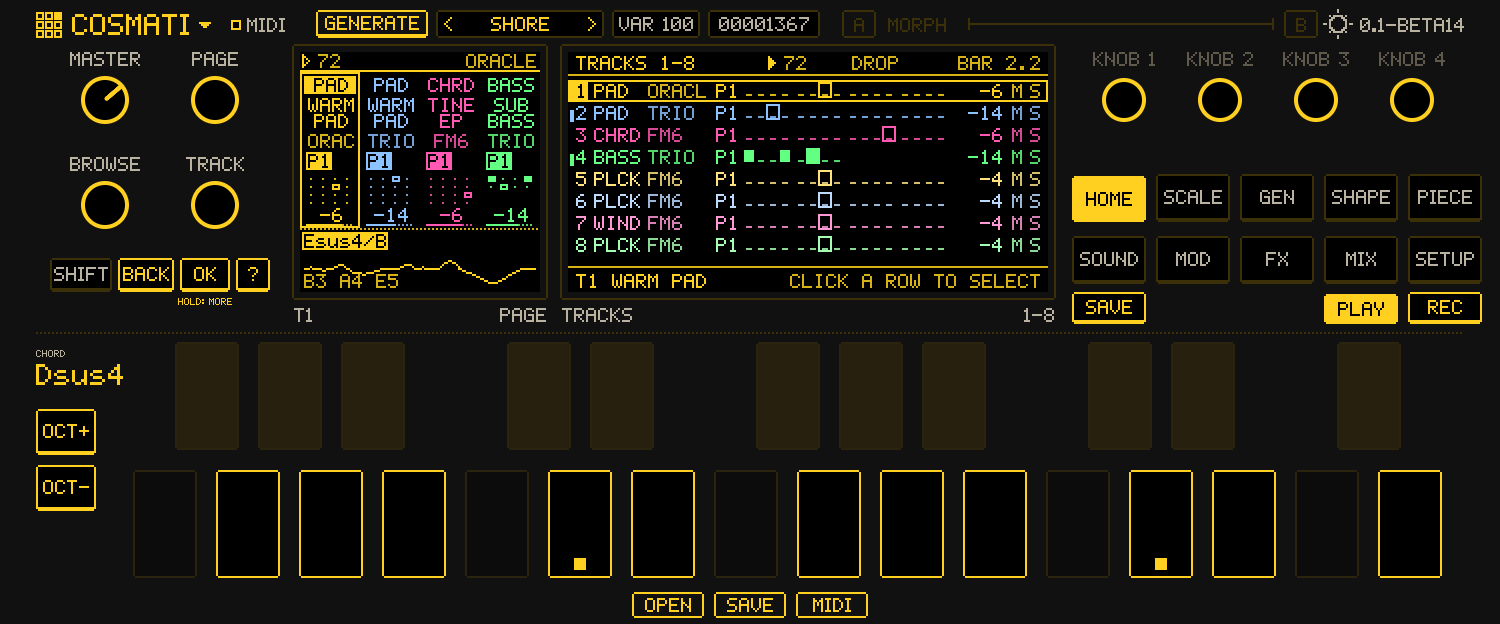 COSMATI MIDI GENERATE < SHORE > VAR 100 00001367 A MORPH B 0.1-BETA14
MASTER PAGE
BROWSE TRACK
SHIFT BACK OK ?
HOLD: MORE
72 ORACLE
PAD PAD CHRD BASS
WARM WARM TINE SUB
PAD PAD EP BASS
ORAC TRIO FM6 TRIO
P1 P1 P1 P1
-6 -14 -6 -14
Esus4/B
B3 A4 E5
T1 PAGE
TRACKS 1-8 72 DROP BAR 2.2
1 PAD ORACL P1 -6 M S
2 PAD TRIO P1 -14 M S
3 CHRD FM6 P1 -6 M S
4 BASS TRIO P1 -14 M S
5 PLCK FM6 P1 -4 M S
6 PLCK FM6 P1 -4 M S
7 WIND FM6 P1 -4 M S
8 PLCK FM6 P1 -4 M S
T1 WARM PAD CLICK A ROW TO SELECT
TRACKS 1-8
KNOB 1 KNOB 2 KNOB 3 KNOB 4
HOME SCALE GEN SHAPE PIECE
SOUND MOD FX MIX SETUP
SAVE PLAY REC
CHORD
Dsus4
OCT+
OCT-
OPEN SAVE MIDI